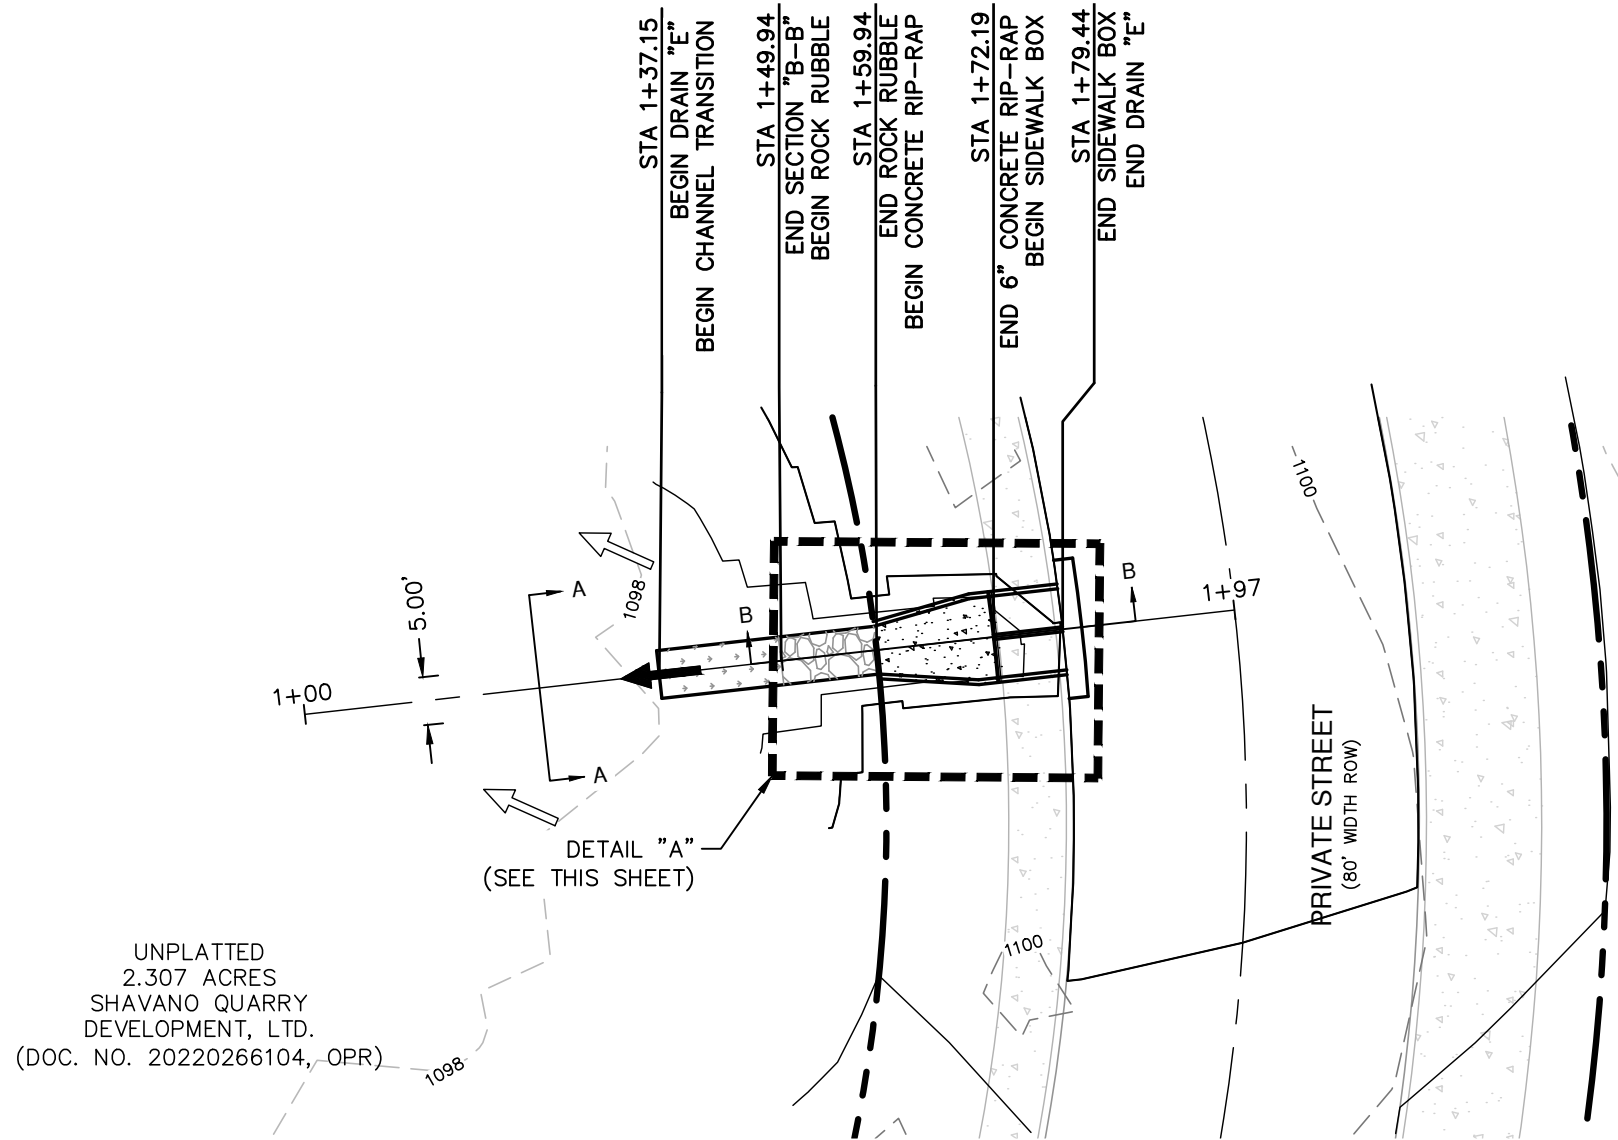 STA 1+37.15
BEGIN DRAIN "E"
BEGIN CHANNEL TRANSITION
STA 1+49.94
END SECTION "B-B"
BEGIN ROCK RUBBLE
STA 1+59.94
END ROCK RUBBLE
BEGIN CONCRETE RIP-RAP
STA 1+72.19
END 6" CONCRETE RIP-RAP
BEGIN SIDEWALK BOX
STA 1+79.44
END SIDEWALK BOX
END DRAIN "E"
1100
5.00'
A
1098
B
B
1+97
1+00
A
PRIVATE STREET
(80' WIDTH ROW)
DETAIL "A"
(SEE THIS SHEET)
1100
UNPLATTED
2.307 ACRES
SHAVANO QUARRY
DEVELOPMENT, LTD.
(DOC. NO. 20220266104, OPR)
1098